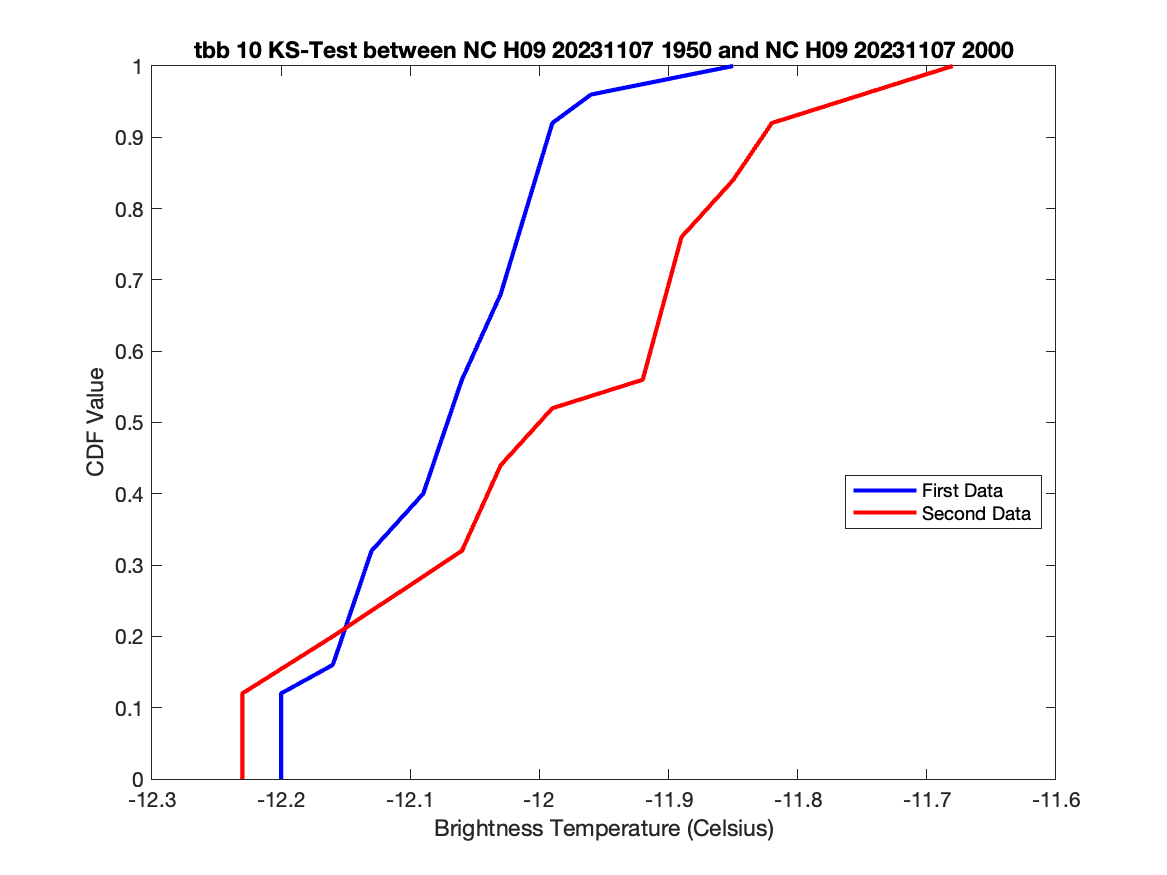 tbb 10 KS-Test between NC H09 20231107 1950 and NC H09 20231107 2000
1
0.9
0.8
0.7
0.6
0.5
0.4
0.3
0.2
0.1
0
CDF Value
First Data
Second Data
-12.3 -12.2 -12.1 -12 -11.9 -11.8 -11.7 -11.6
Brightness Temperature (Celsius)